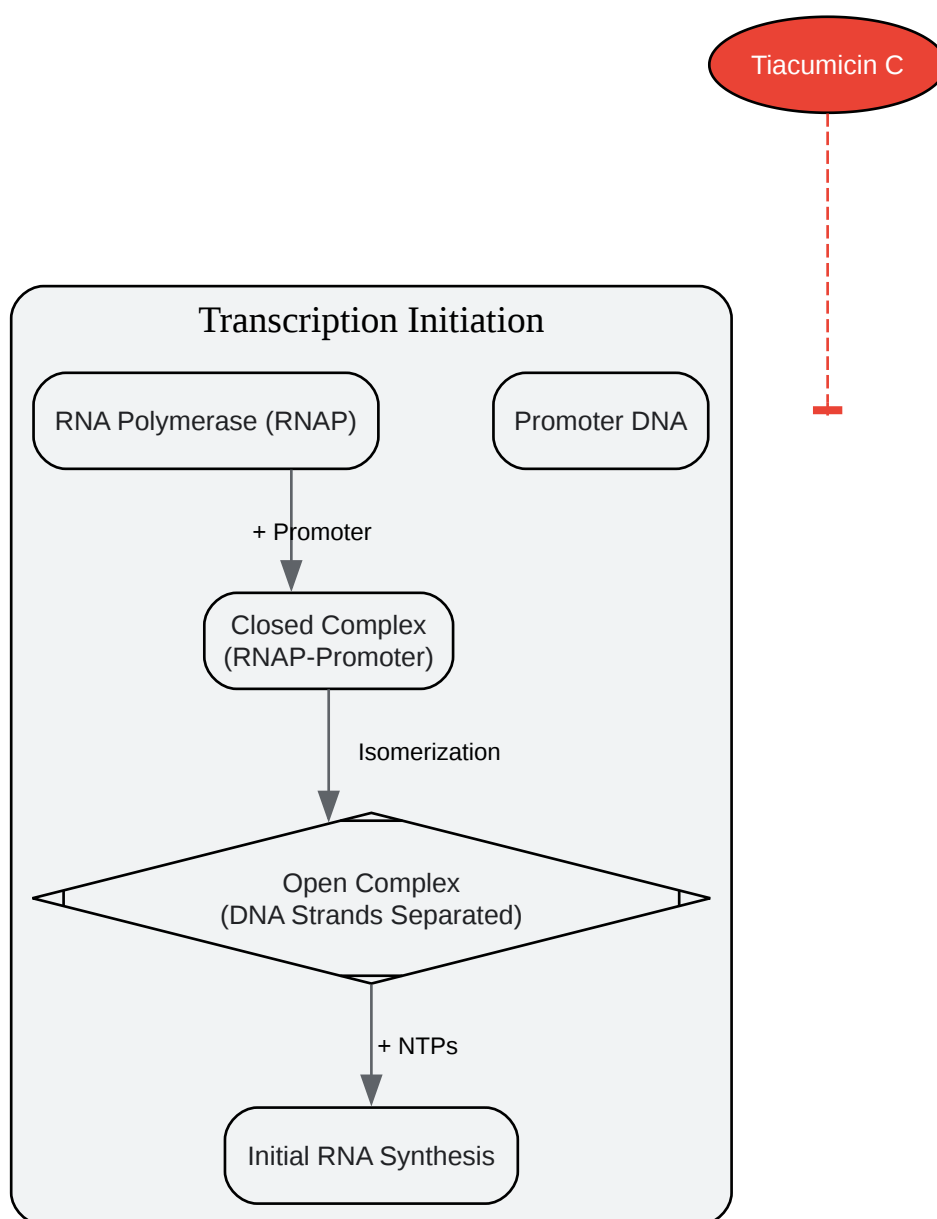 Tiacumicin C
Transcription Initiation
RNA Polymerase (RNAP)
Promoter DNA
+ Promoter
Closed Complex
(RNAP-Promoter)
Isomerization
Open Complex
(DNA Strands Separated)
+ NTPs
Initial RNA Synthesis